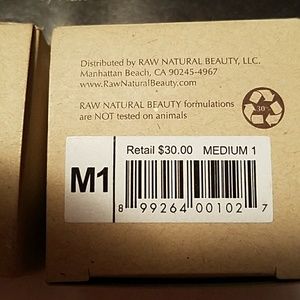 Distributed by RAW NATURAL BEAUTY, LLC.
Manhattan Beach, CA 90245-4967
www.RawNaturalBeauty.com
RAW NATURAL BEAUTY formulations
are NOT tested on animals
30%
Retail $30.00 MEDIUM 1
M1
8 99264 00102 7